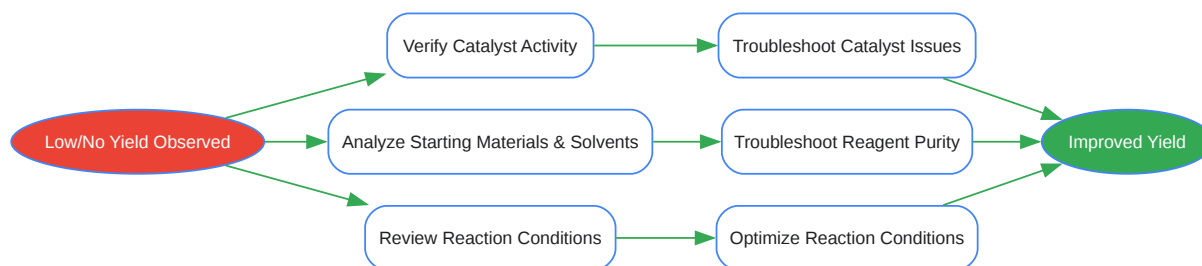 Verify Catalyst Activity
Troubleshoot Catalyst Issues
Low/No Yield Observed
Analyze Starting Materials & Solvents
Troubleshoot Reagent Purity
Improved Yield
Review Reaction Conditions
Optimize Reaction Conditions